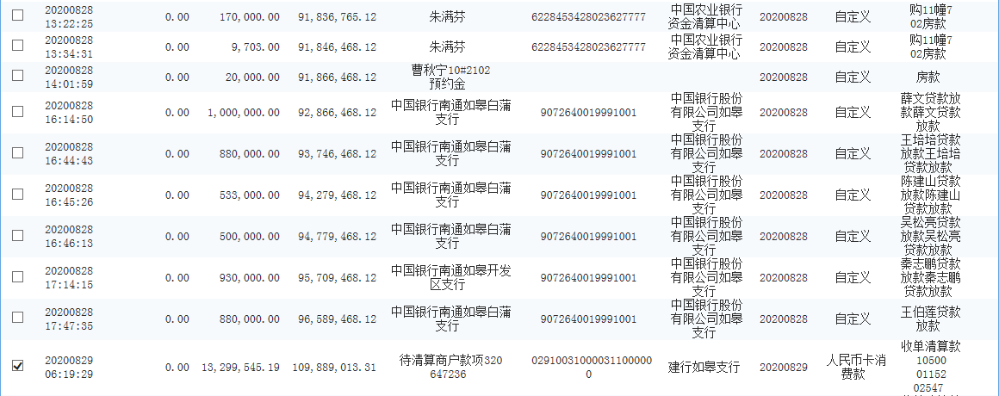 20200828 13:22:25 0.00 170,000.00 91,836,765.12 朱满芬 6228453428023627777 中国农业银行资金清算中心 20200828 自定义 购11幢702房款
20200828 13:34:31 0.00 9,703.00 91,846,468.12 朱满芬 6228453428023627777 中国农业银行资金清算中心 20200828 自定义 购11幢702房款
20200828 14:01:59 0.00 20,000.00 91,866,468.12 曹秋宁10#2102预约金 20200828 自定义 房款
20200828 16:14:50 0.00 1,000,000.00 92,866,468.12 中国银行南通如皋白蒲支行 9072640019991001 中国银行股份有限公司如皋支行 20200828 自定义 薛文贷款放款薛文贷款放款
20200828 16:44:43 0.00 880,000.00 93,746,468.12 中国银行南通如皋白蒲支行 9072640019991001 中国银行股份有限公司如皋支行 20200828 自定义 王培培贷款放款王培培贷款放款
20200828 16:45:26 0.00 533,000.00 94,279,468.12 中国银行南通如皋白蒲支行 9072640019991001 中国银行股份有限公司如皋支行 20200828 自定义 陈建山贷款放款陈建山贷款放款
20200828 16:46:13 0.00 500,000.00 94,779,468.12 中国银行南通如皋白蒲支行 9072640019991001 中国银行股份有限公司如皋支行 20200828 自定义 吴松亮贷款放款吴松亮贷款放款
20200828 17:14:15 0.00 930,000.00 95,709,468.12 中国银行南通如皋开发区支行 9072640019991001 中国银行股份有限公司如皋支行 20200828 自定义 秦志鹏贷款放款秦志鹏贷款放款
20200828 17:47:35 0.00 880,000.00 96,589,468.12 中国银行南通如皋白蒲支行 9072640019991001 中国银行股份有限公司如皋支行 20200828 自定义 王伯莲贷款放款
20200829 06:19:29 0.00 13,299,545.19 109,889,013.31 待清算商户款项320647236 029100310000311000000 建行如皋支行 20200829 人民币卡消费款 收单清算款105000115202547